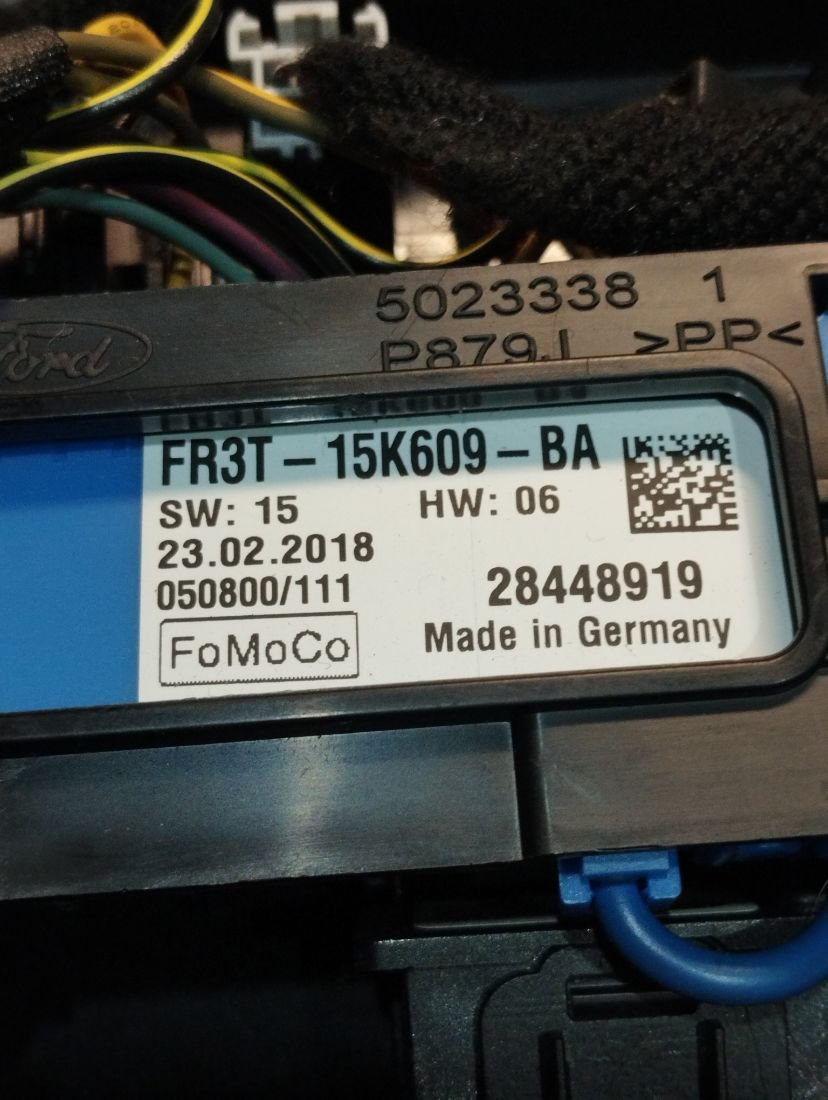 5023338 1
P879J >PP<
Ford
FR3T-15K609-BA
SW: 15 HW: 06
23.02.2018
050800/111 28448919
FoMoCo Made in Germany